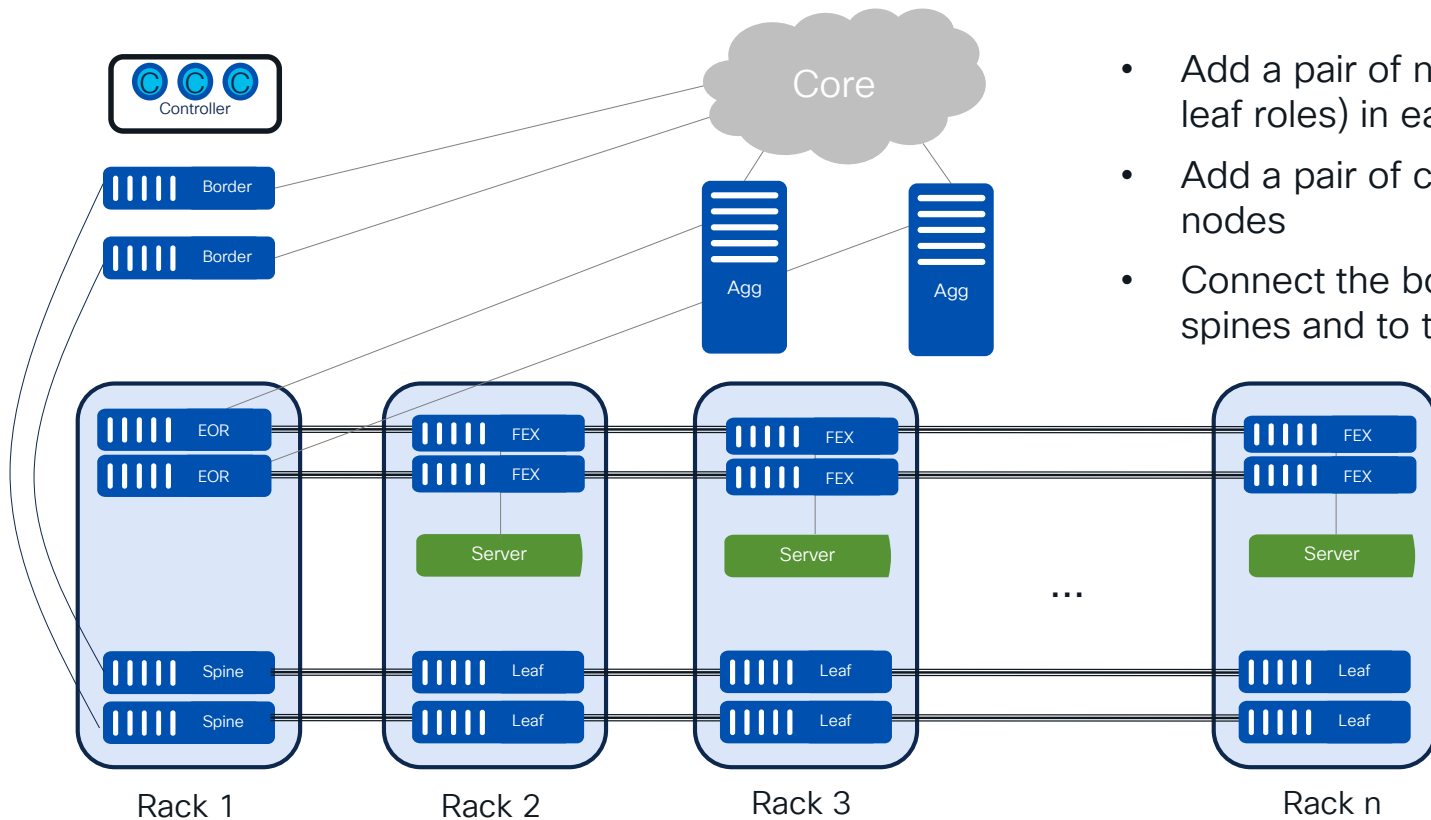 C C C
Controller
Border
Border
Core
Agg
Agg
• Add a pair of n
leaf roles) in ea
• Add a pair of c
nodes
• Connect the bo
spines and to t
EOR
EOR
Spine
Spine
Rack 1
FEX
FEX
Server
Leaf
Leaf
Rack 2
FEX
FEX
Server
Leaf
Leaf
Rack 3
...
FEX
FEX
Server
Leaf
Leaf
Rack n